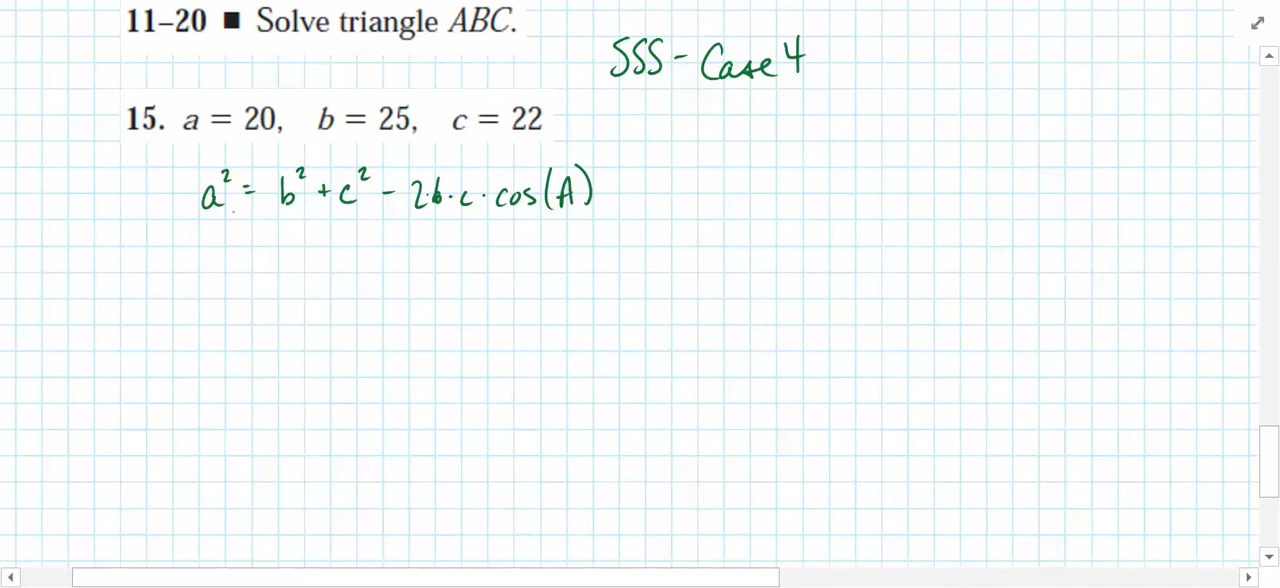 11–20 ■ Solve triangle ABC.
SSS - Case 4
15. a = 20, b = 25, c = 22
a² = b² + c² - 2·b·c·cos(A)